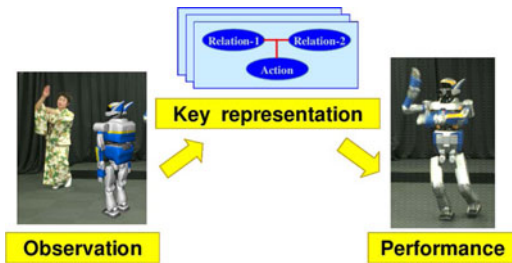 Relation-1
Relation-2
Action
Key representation
Observation
Performance